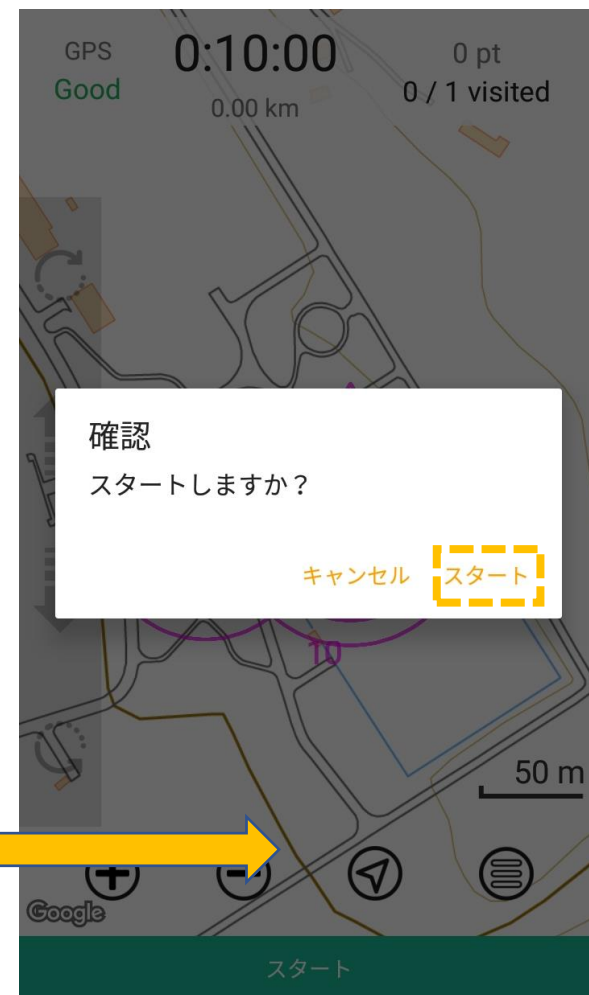 GPS
Good
0:10:00
0.00 km
0 pt
0 / 1 visited
確認
スタートしますか？
キャンセル スタート
10
50 m
Google
スタート